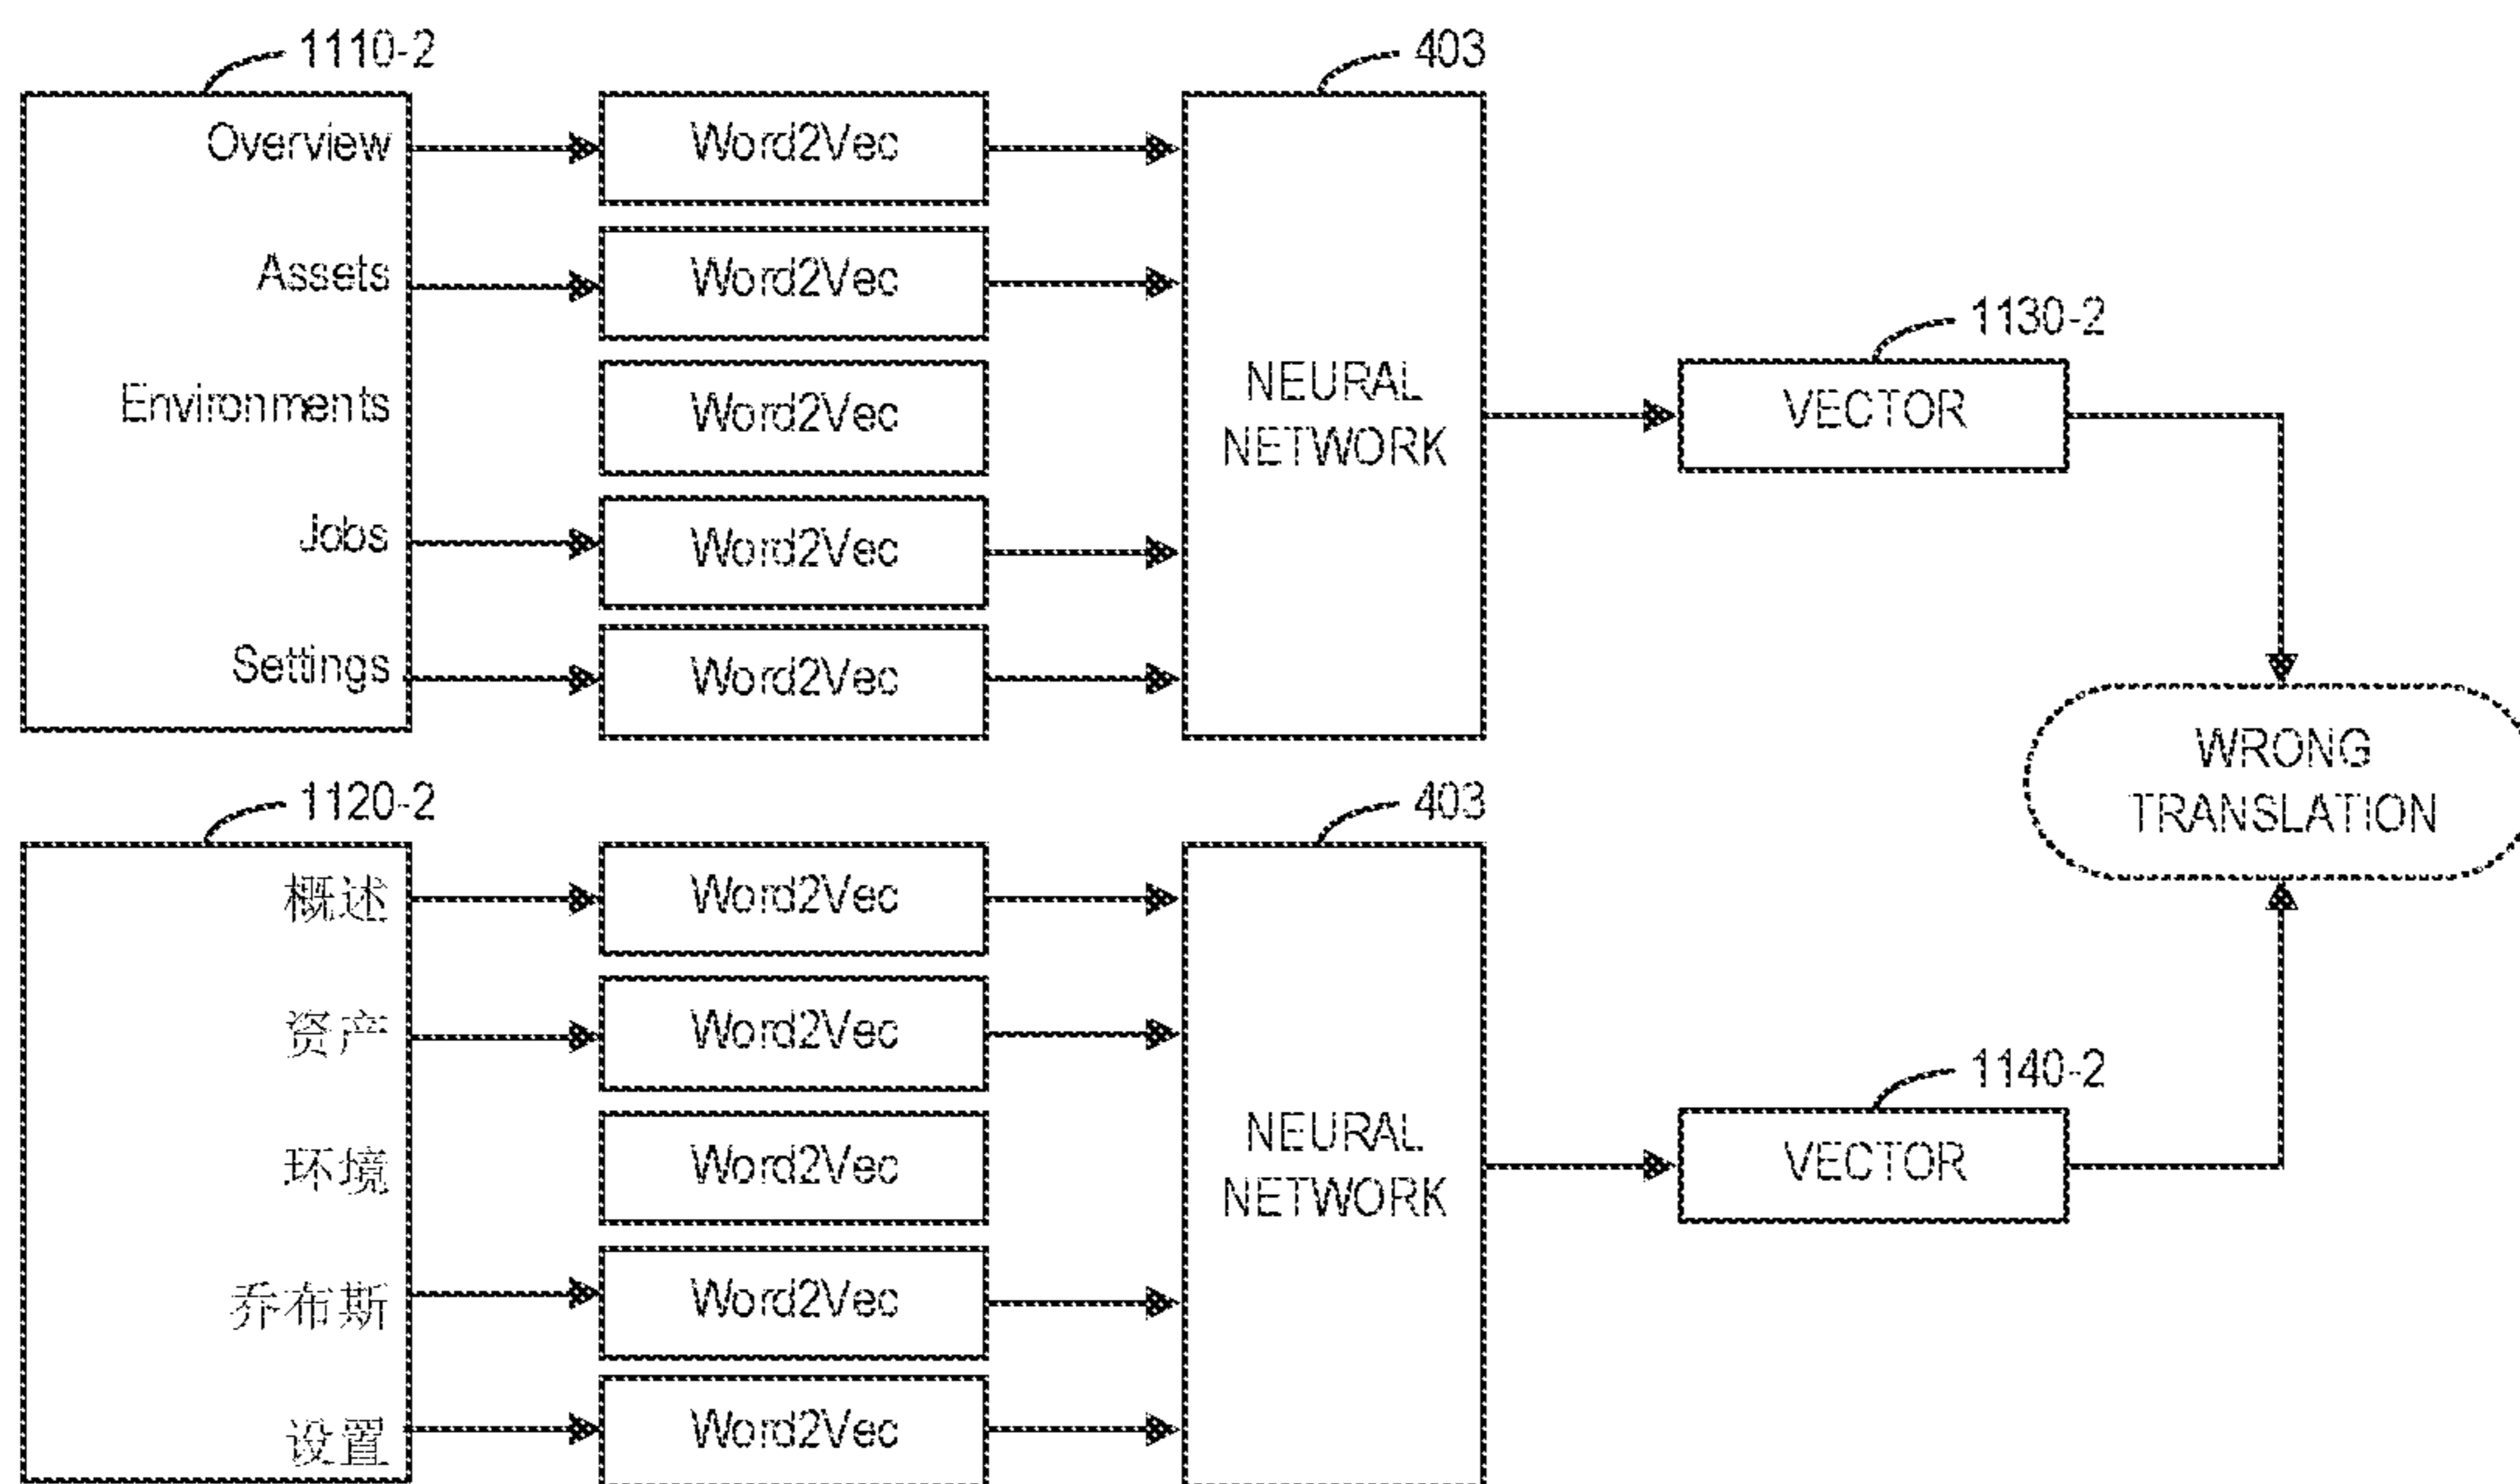 1110-2
403
Overview
Word2Vec
Assets
Word2Vec
1130-2
Environments
Word2Vec
NEURAL
NETWORK
VECTOR
Jobs
Word2Vec
Settings
Word2Vec
WRONG
TRANSLATION
1120-2
403
概述
Word2Vec
资产
Word2Vec
1140-2
环境
Word2Vec
NEURAL
NETWORK
VECTOR
乔布斯
Word2Vec
设置
Word2Vec